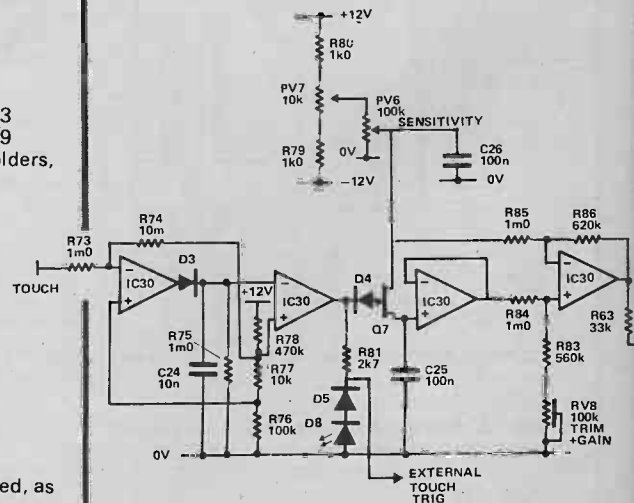 3
9
olders,
ed, as
+12V
R80
1k0
PV7
10k
PV6
100k
SENSITIVITY
0V
R79
1k0
-12V
C26
100n
0V
R74
10m
R73
1m0
TOUCH
D3
IC30
+12V
R75
1m0
C24
10n
R78
470k
R77
10k
R76
100k
0V
IC30
D4
Q7
R81
2k7
D5
D8
C25
100n
IC30
R85
1m0
R86
620k
R84
1m0
IC30
R63
33k
R83
560k
RV8
100k
TRIM
+GAIN
EXTERNAL
TOUCH
TRIG